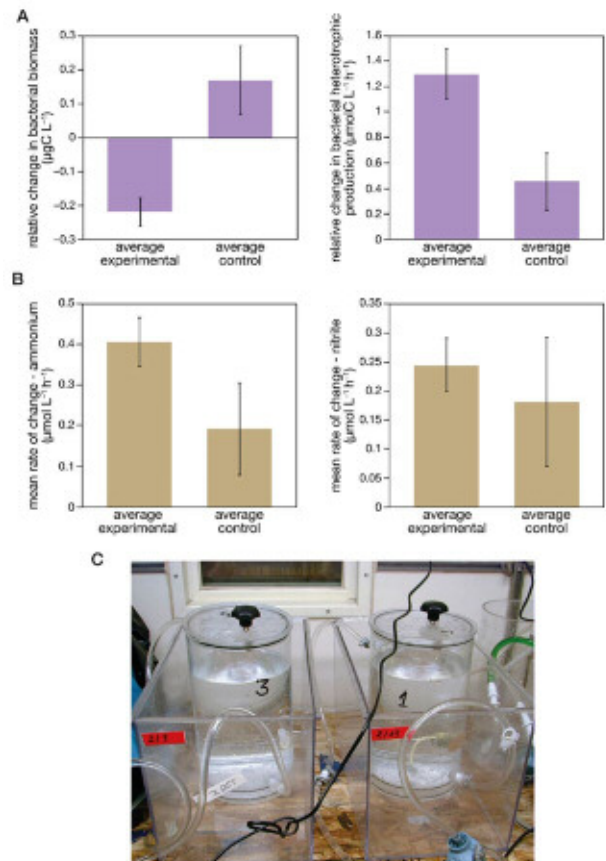 A
relative change in bacterial biomass
(µgC L⁻¹)
0.3
0.2
0.1
0
−0.1
−0.2
−0.3
average
experimental
average
control
relative change in bacterial heterotrophic
production (µmolC L⁻¹ h⁻¹)
1.6
1.4
1.2
1.0
0.8
0.6
0.4
0.2
0
average
experimental
average
control
B
mean rate of change - ammonium
(µmol L⁻¹ h⁻¹)
0.5
0.4
0.3
0.2
0.1
0
average
experimental
average
control
mean rate of change - nitrite
(µmol L⁻¹ h⁻¹)
0.35
0.3
0.25
0.2
0.15
0.1
0.05
0
average
experimental
average
control
C
3
1